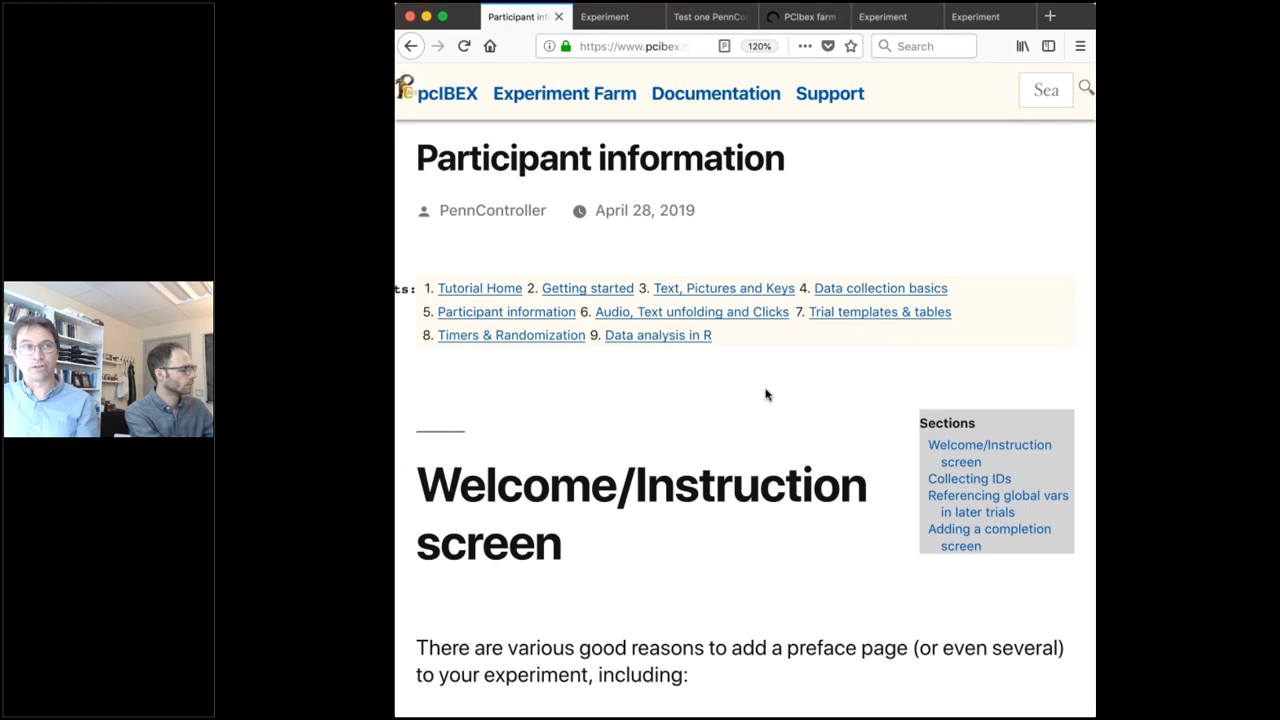 Participant inf
Experiment
Test one PennCo
PCIbex farm
Experiment
Experiment
https://www.pcibex.n
120%
Search
pcIBEX Experiment Farm Documentation Support
Sea
Participant information
PennController April 28, 2019
ts: 1. Tutorial Home 2. Getting started 3. Text, Pictures and Keys 4. Data collection basics
5. Participant information 6. Audio, Text unfolding and Clicks 7. Trial templates & tables
8. Timers & Randomization 9. Data analysis in R
Sections
Welcome/Instruction
screen
Collecting IDs
Referencing global vars
in later trials
Adding a completion
screen
Welcome/Instruction
screen
There are various good reasons to add a preface page (or even several)
to your experiment, including: